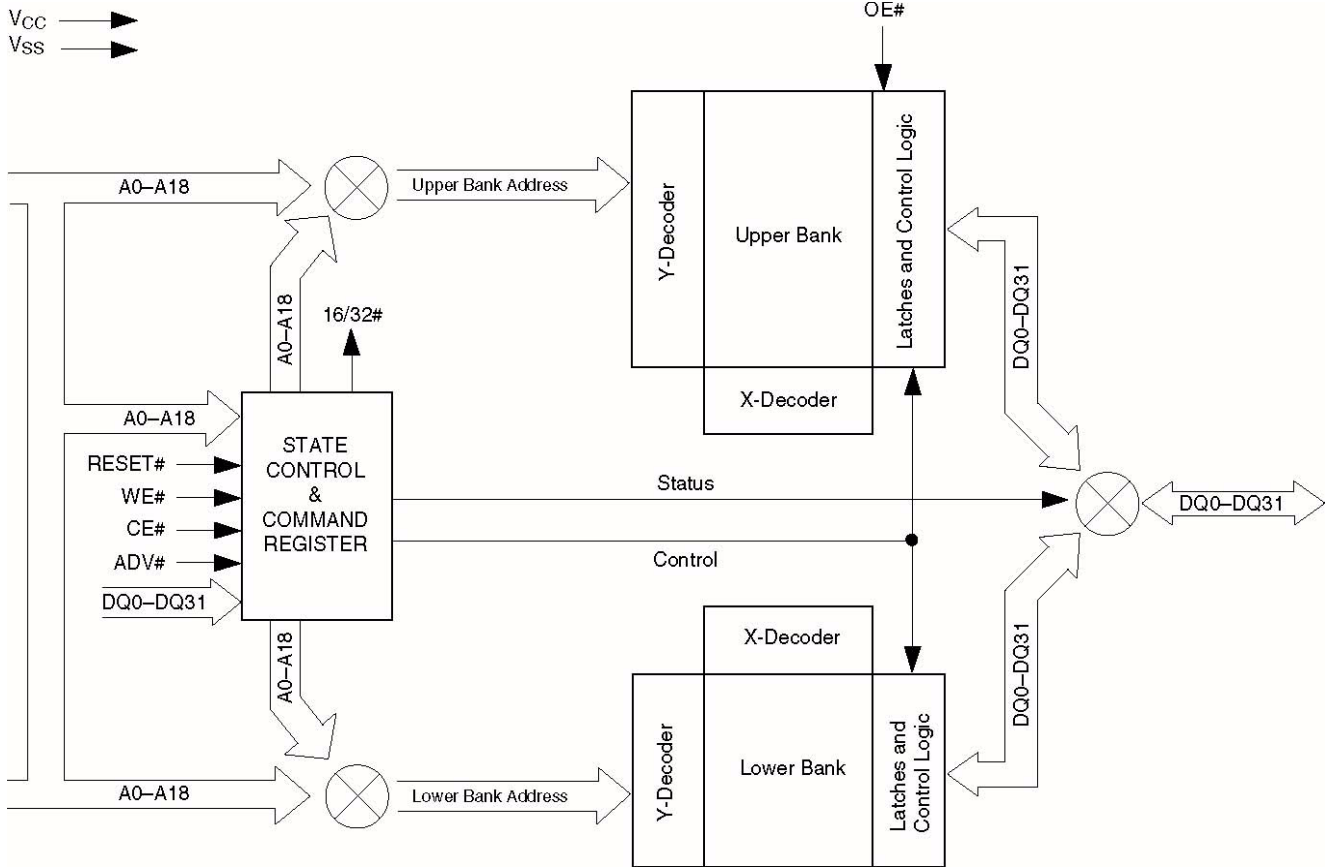 VCC
VSS
OE#
A0–A18
Upper Bank Address
Y-Decoder
Upper Bank
Latches and Control Logic
X-Decoder
DQ0–DQ31
A0–A18
16/32#
A0–A18
RESET#
WE#
CE#
ADV#
DQ0–DQ31
STATE
CONTROL
&
COMMAND
REGISTER
Status
Control
DQ0–DQ31
A0–A18
X-Decoder
DQ0–DQ31
A0–A18
Lower Bank Address
Y-Decoder
Lower Bank
Latches and
Control Logic